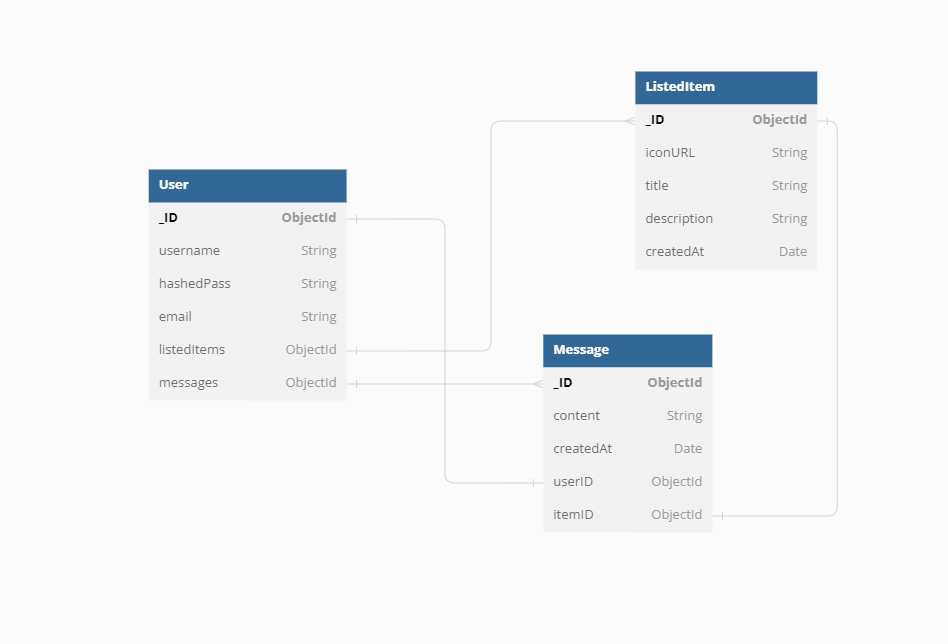 ListedItem
_ID ObjectId
iconURL String
title String
description String
createdAt Date
User
_ID ObjectId
username String
hashedPass String
email String
listedItems ObjectId
messages ObjectId
Message
_ID ObjectId
content String
createdAt Date
userID ObjectId
itemID ObjectId